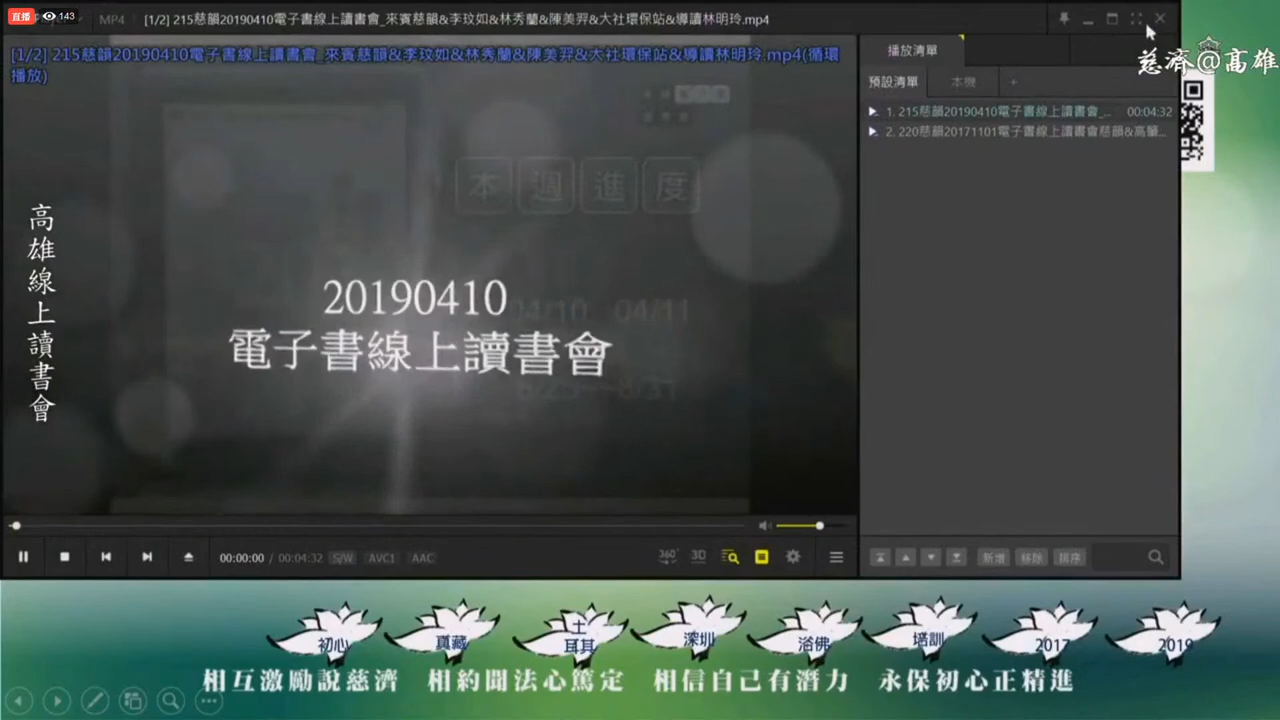 直播 143
MP4 [1/2] 215慈韻20190410電子書線上讀書會_來賓慈韻&李玟如&林秀蘭&陳美羿&大社環保站&導讀林明玲.mp4
[1/2] 215慈韻20190410電子書線上讀書會_來賓慈韻&李玟如&林秀蘭&陳美羿&大社環保站&導讀林明玲.mp4(循環
播放)
播放清單
慈濟@高雄
預設清單 本機 +
1. 215慈韻20190410電子書線上讀書會_... 00:04:32
2. 220慈韻20171101電子書線上讀書會慈韻&高肇...
高雄線上讀書會
本週進度
04/10 04/11
20190410
電子書線上讀書會
8/25---8/31
00:00:00 / 00:04:32 S/W AVC1 AAC
360° 3D
新增 移除 排序
初心 寶藏 土耳其 深圳 浴佛 培訓 2017 2019
相互激勵說慈濟 相約聞法心篤定 相信自己有潛力 永保初心正精進